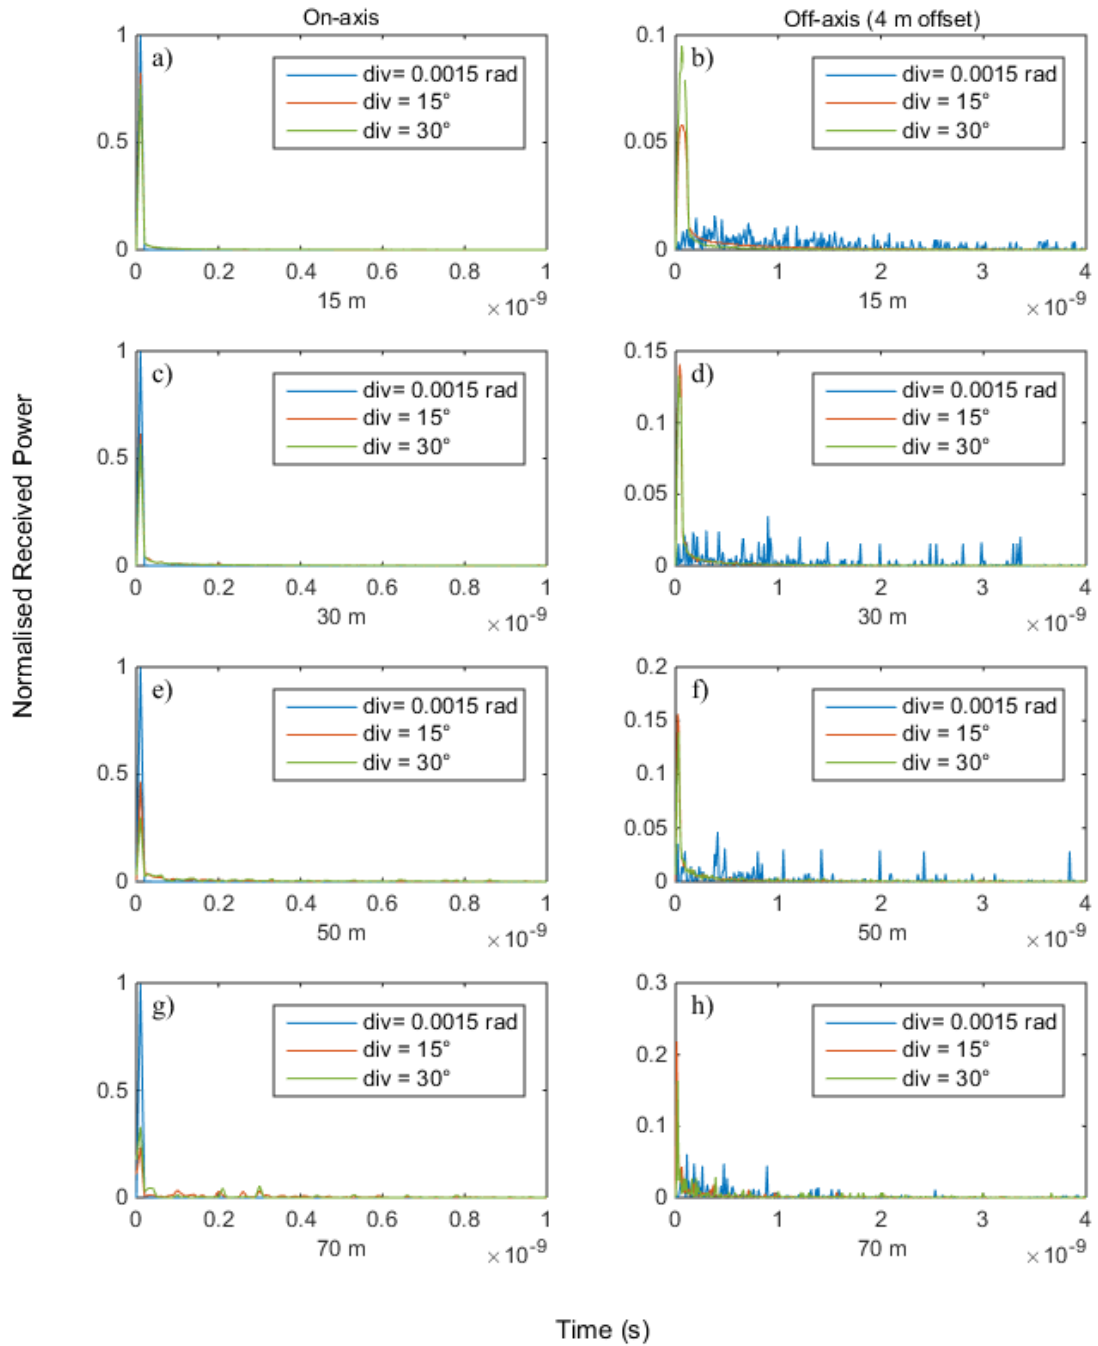 On-axis
Off-axis (4 m offset)
Normalised Received Power
a)
1
0.5
0
div= 0.0015 rad
div = 15°
div = 30°
0 0.2 0.4 0.6 0.8 1
15 m
×10⁻⁹
b)
0.1
0.05
0
div= 0.0015 rad
div = 15°
div = 30°
0 1 2 3 4
15 m
×10⁻⁹
c)
1
0.5
0
div= 0.0015 rad
div = 15°
div = 30°
0 0.2 0.4 0.6 0.8 1
30 m
×10⁻⁹
d)
0.15
0.1
0.05
0
div= 0.0015 rad
div = 15°
div = 30°
0 1 2 3 4
30 m
×10⁻⁹
e)
1
0.5
0
div= 0.0015 rad
div = 15°
div = 30°
0 0.2 0.4 0.6 0.8 1
50 m
×10⁻⁹
f)
0.2
0.15
0.1
0.05
0
div= 0.0015 rad
div = 15°
div = 30°
0 1 2 3 4
50 m
×10⁻⁹
g)
1
0.5
0
div= 0.0015 rad
div = 15°
div = 30°
0 0.2 0.4 0.6 0.8 1
70 m
×10⁻⁹
h)
0.3
0.2
0.1
0
div= 0.0015 rad
div = 15°
div = 30°
0 1 2 3 4
70 m
×10⁻⁹
Time (s)